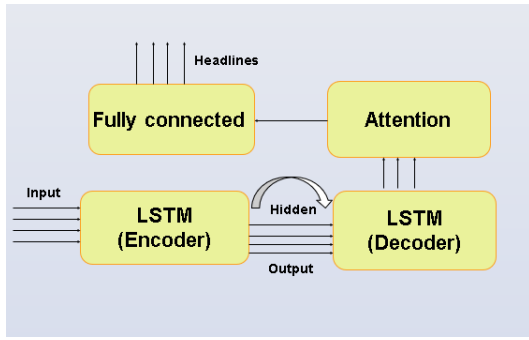 Headlines
Fully connected
Attention
Input
LSTM
(Encoder)
Hidden
Output
LSTM
(Decoder)